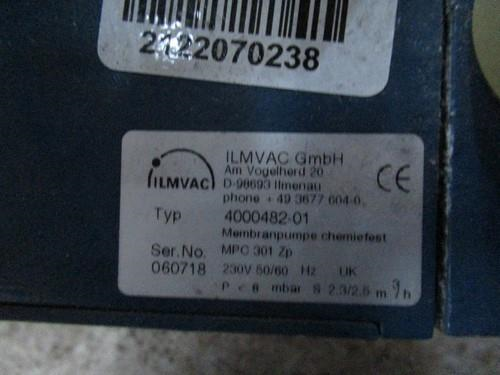 2122070238
ILMVAC
ILMVAC GmbH
Am Vogelherd 20
D-98693 Ilmenau
phone +49 3677 604-0
CE
Typ 4000482-01
Membranpumpe chemiefest
Ser.No. MPC 301 Zp
060718 230V 50/60 Hz UK
P < 8 mbar S 2.3/2.5 m³/h